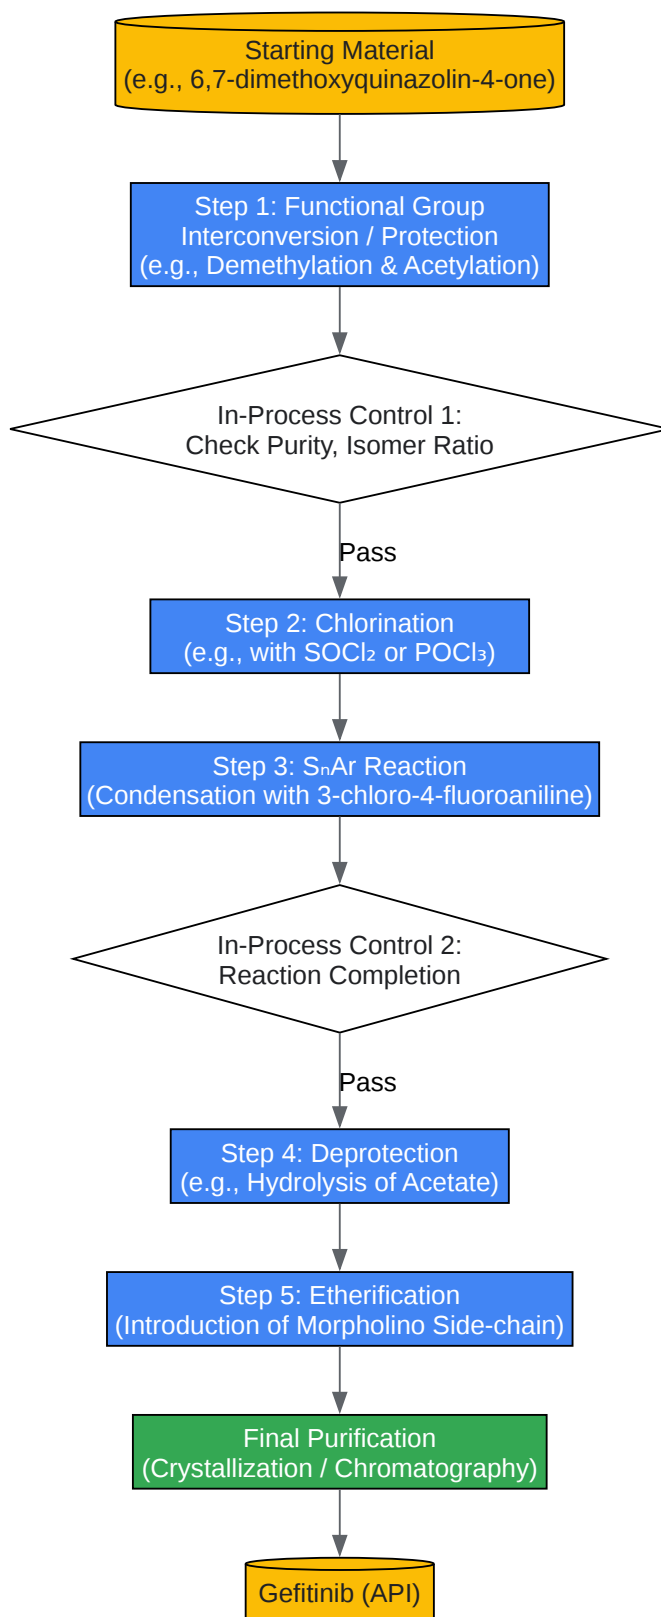 Starting Material
(e.g., 6,7-dimethoxyquinazolin-4-one)
Step 1: Functional Group
Interconversion / Protection
(e.g., Demethylation & Acetylation)
In-Process Control 1:
Check Purity, Isomer Ratio
Pass
Step 2: Chlorination
(e.g., with SOCl₂ or POCl₃)
Step 3: SₙAr Reaction
(Condensation with 3-chloro-4-fluoroaniline)
In-Process Control 2:
Reaction Completion
Pass
Step 4: Deprotection
(e.g., Hydrolysis of Acetate)
Step 5: Etherification
(Introduction of Morpholino Side-chain)
Final Purification
(Crystallization / Chromatography)
Gefitinib (API)